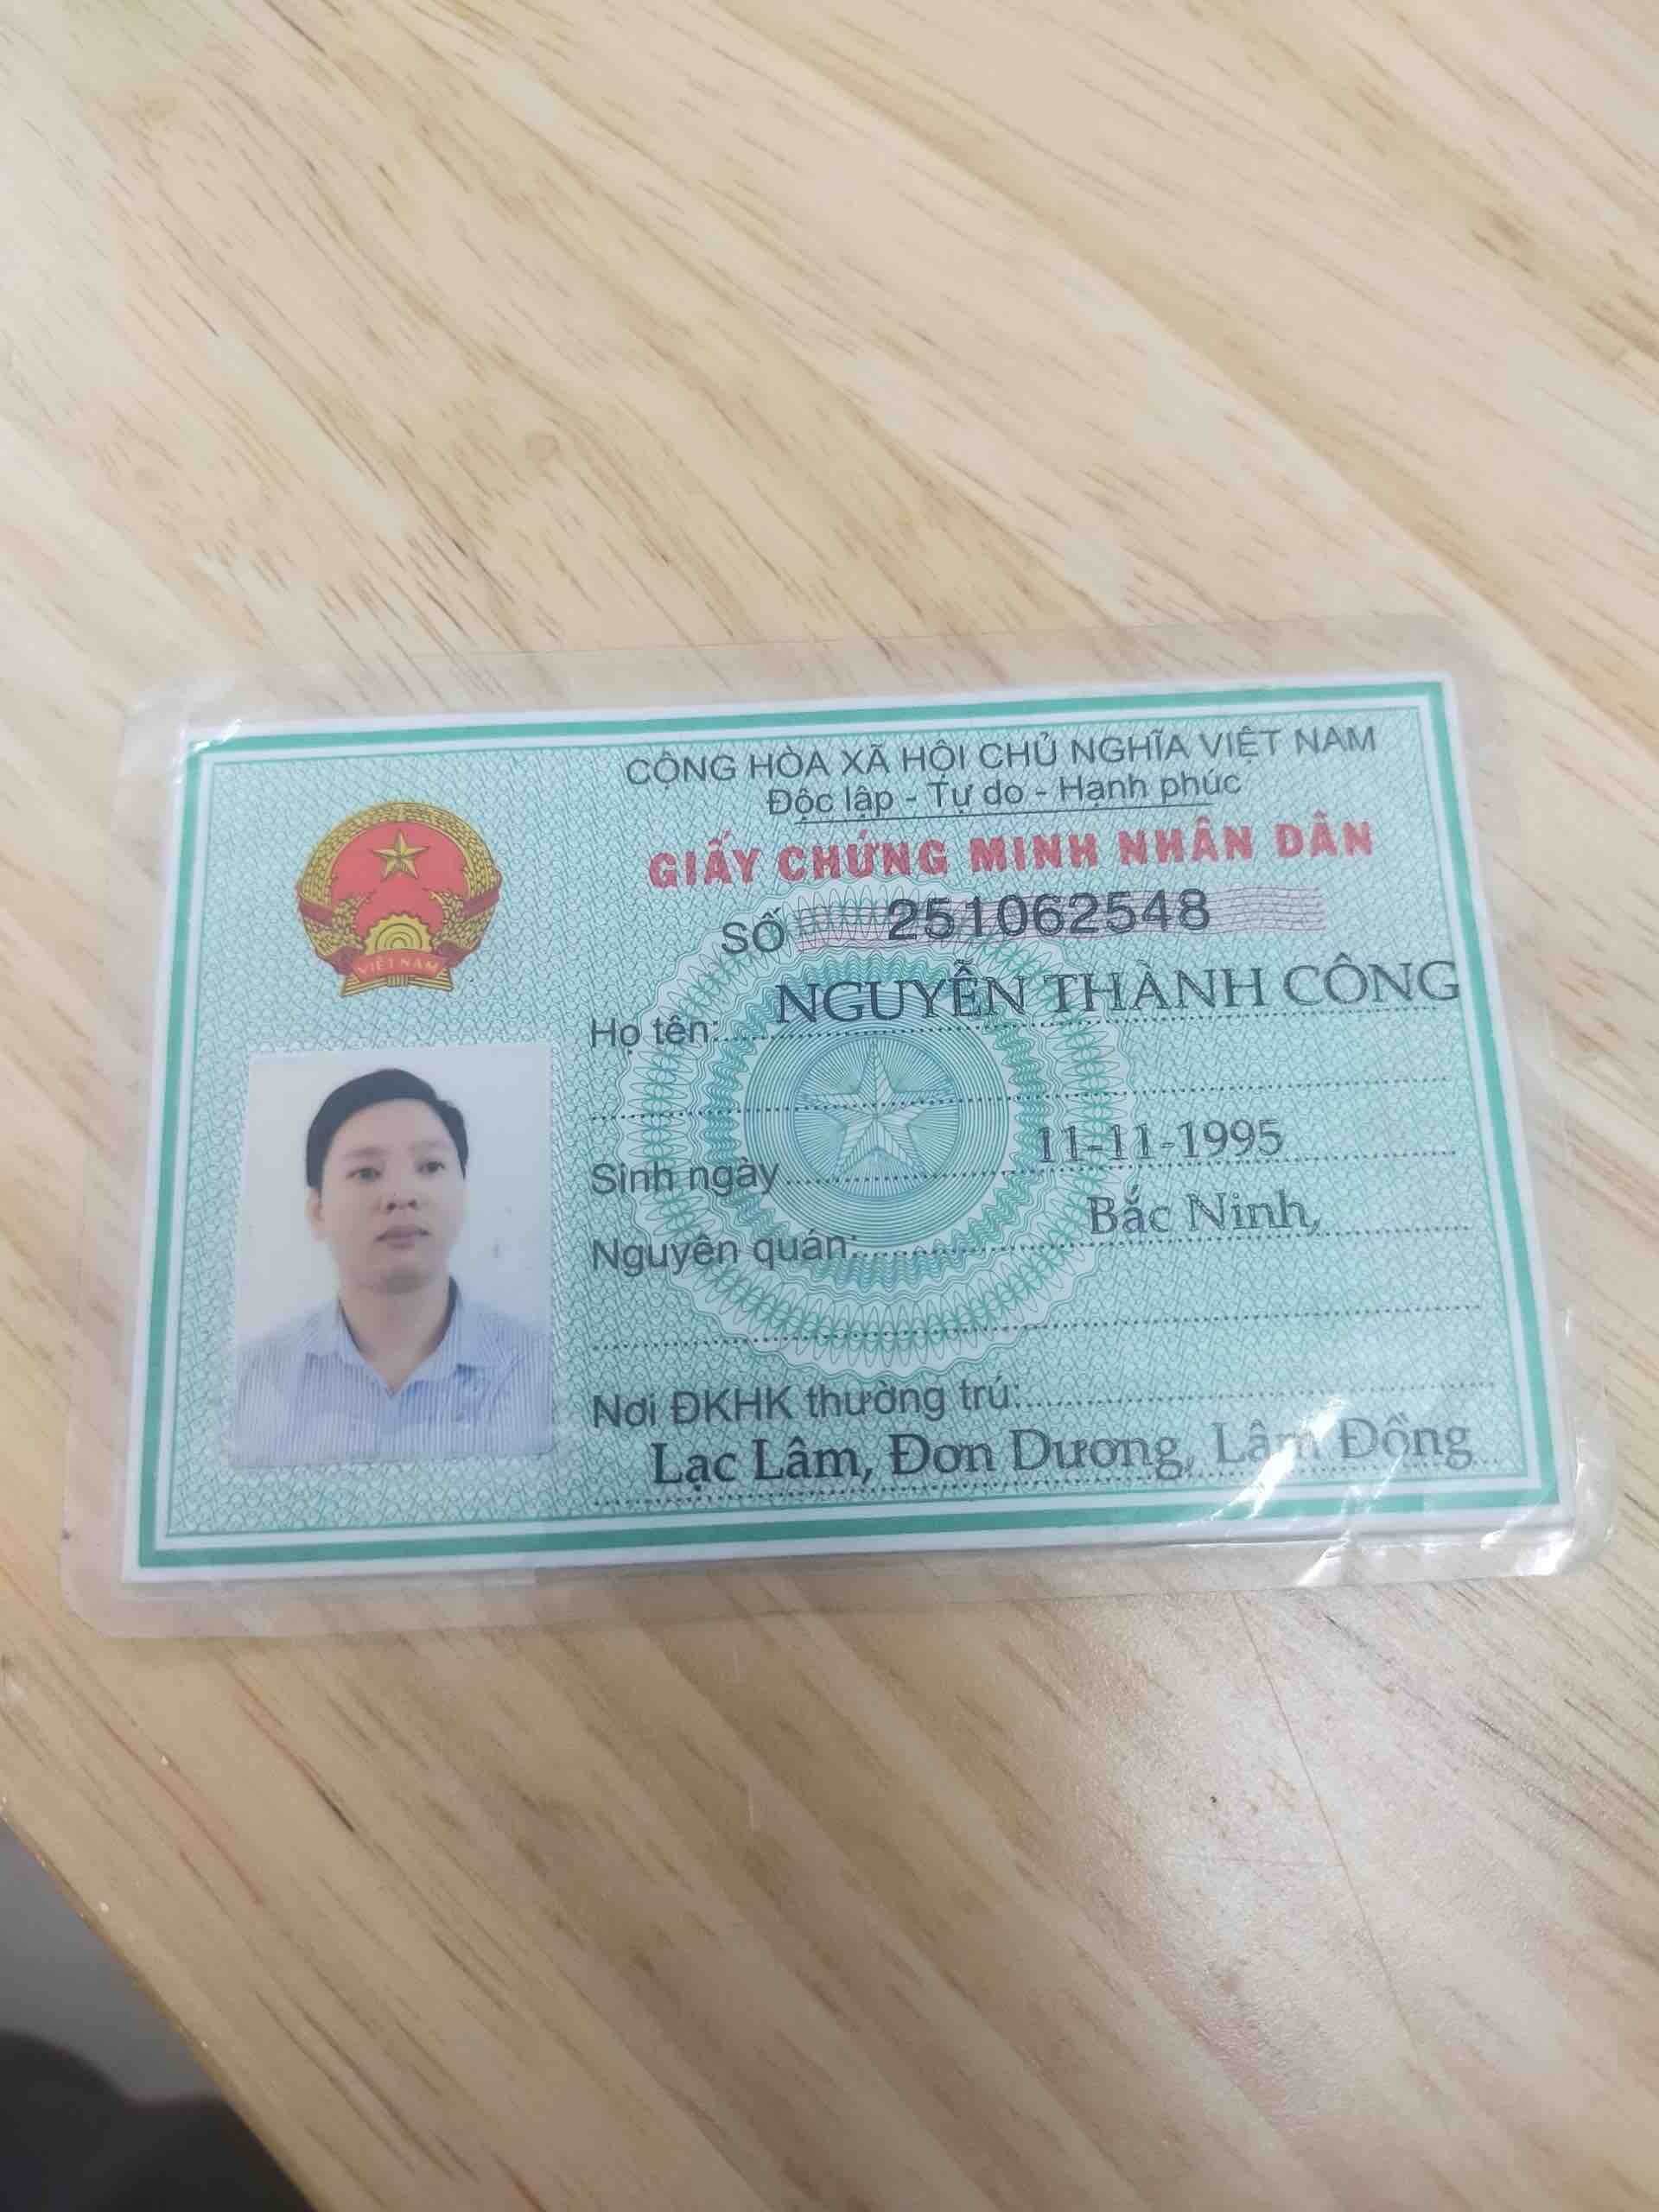 CỘNG HÒA XÃ HỘI CHỦ NGHĨA VIỆT NAM
Độc lập - Tự do - Hạnh phúc
GIẤY CHỨNG MINH NHÂN DÂN
SỐ 251062548
VIỆT NAM
Họ tên: NGUYỄN THÀNH CÔNG
Sinh ngày 11-11-1995
Nguyên quán: Bắc Ninh,
Nơi ĐKHK thường trú:
Lạc Lâm, Đơn Dương, Lâm Đồng